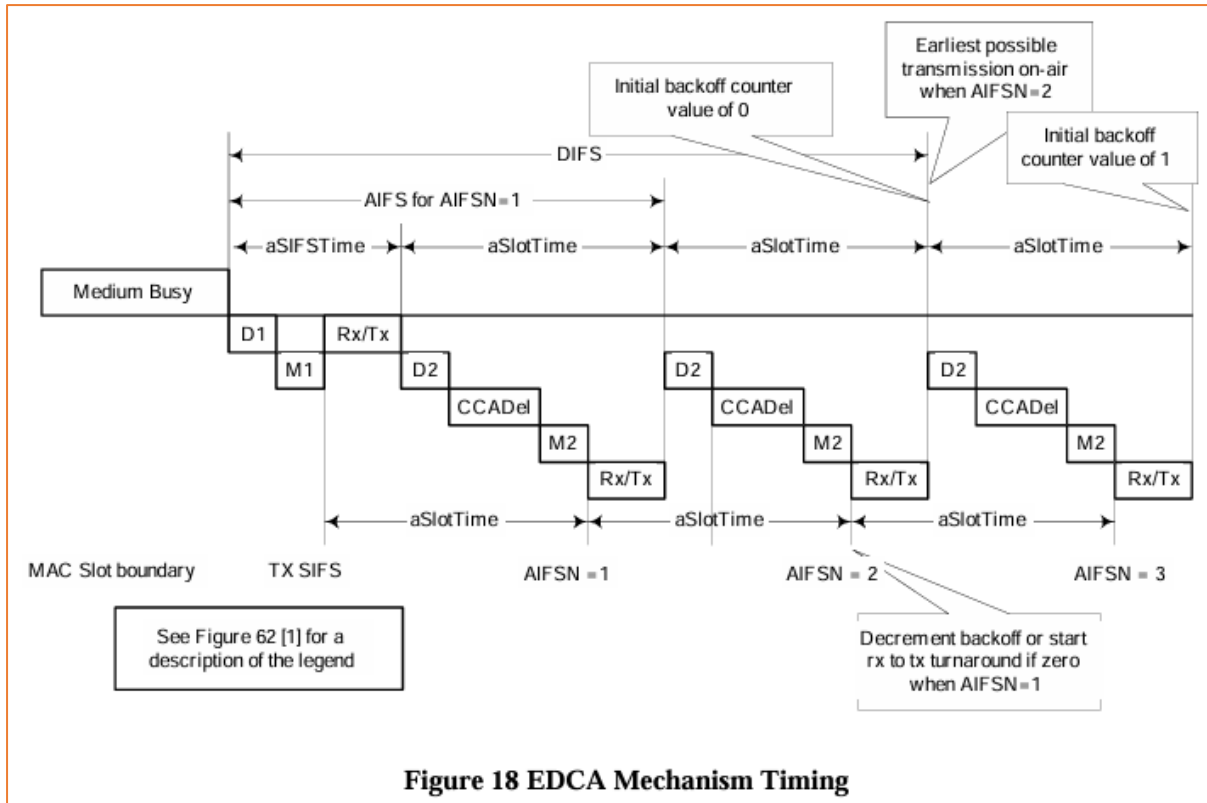 Earliest possible
transmission on-air
when AIFSN=2
Initial backoff counter
value of 0
Initial backoff
counter value of 1
DIFS
AIFS for AIFSN=1
aSIFSTime
aSlotTime
aSlotTime
aSlotTime
Medium Busy
D1
Rx/Tx
M1
D2
D2
D2
CCADel
CCADel
CCADel
M2
M2
M2
Rx/Tx
Rx/Tx
Rx/Tx
aSlotTime
aSlotTime
aSlotTime
MAC Slot boundary
TX SIFS
AIFSN =1
AIFSN = 2
AIFSN = 3
See Figure 62 [1] for a
description of the legend
Decrement backoff or start
rx to tx turnaround if zero
when AIFSN=1
Figure 18 EDCA Mechanism Timing